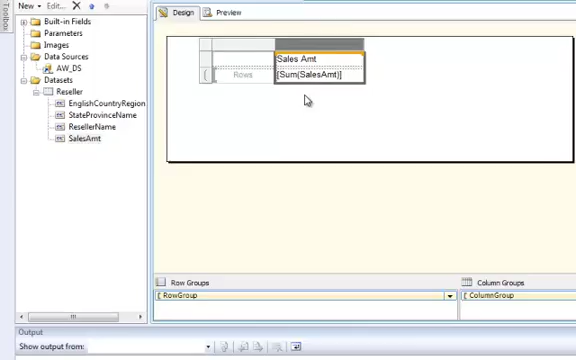 Toolbox
New Edit...
Built-in Fields
Parameters
Images
Data Sources
AW_DS
Datasets
Reseller
EnglishCountryRegion
StateProvinceName
ResellerName
SalesAmt
Design Preview
Sales Amt
Rows [Sum(SalesAmt)]
Row Groups Column Groups
RowGroup ColumnGroup
Output
Show output from: